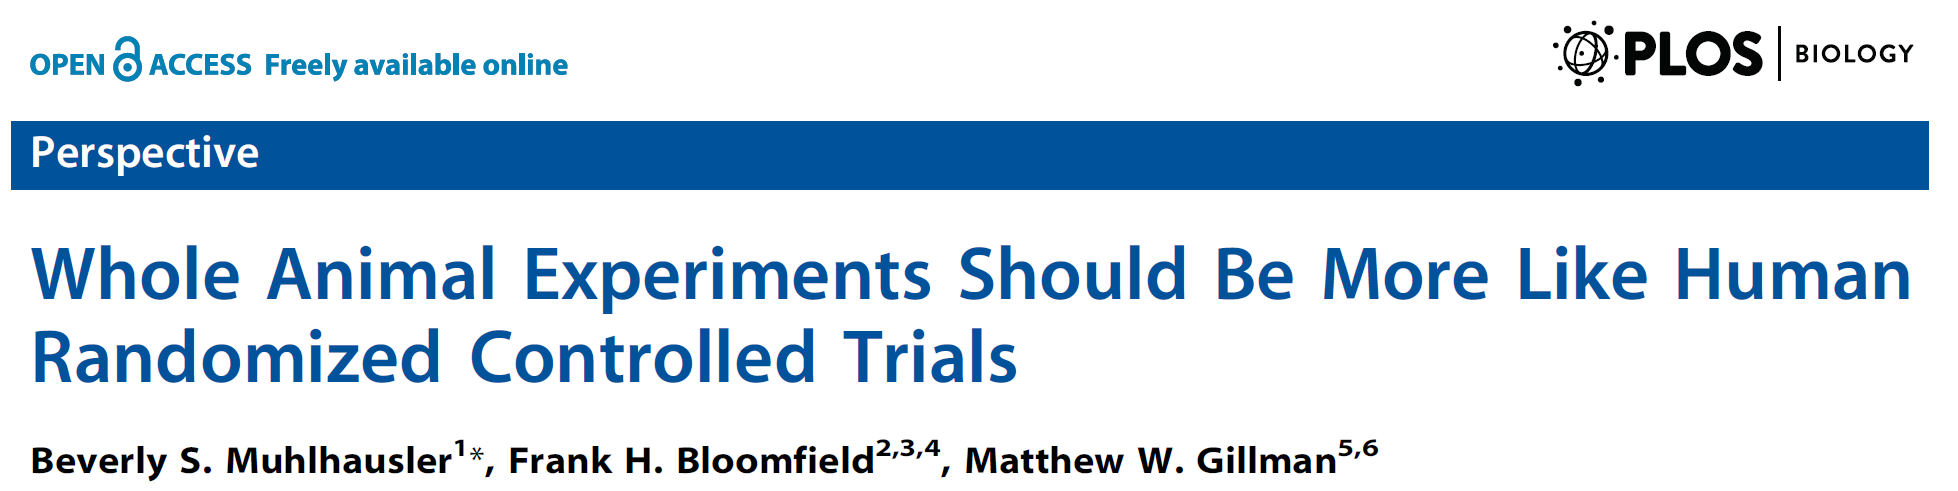 OPEN ACCESS Freely available online
PLOS BIOLOGY
Perspective
Whole Animal Experiments Should Be More Like Human
Randomized Controlled Trials
Beverly S. Muhlhausler1*, Frank H. Bloomfield2,3,4, Matthew W. Gillman5,6